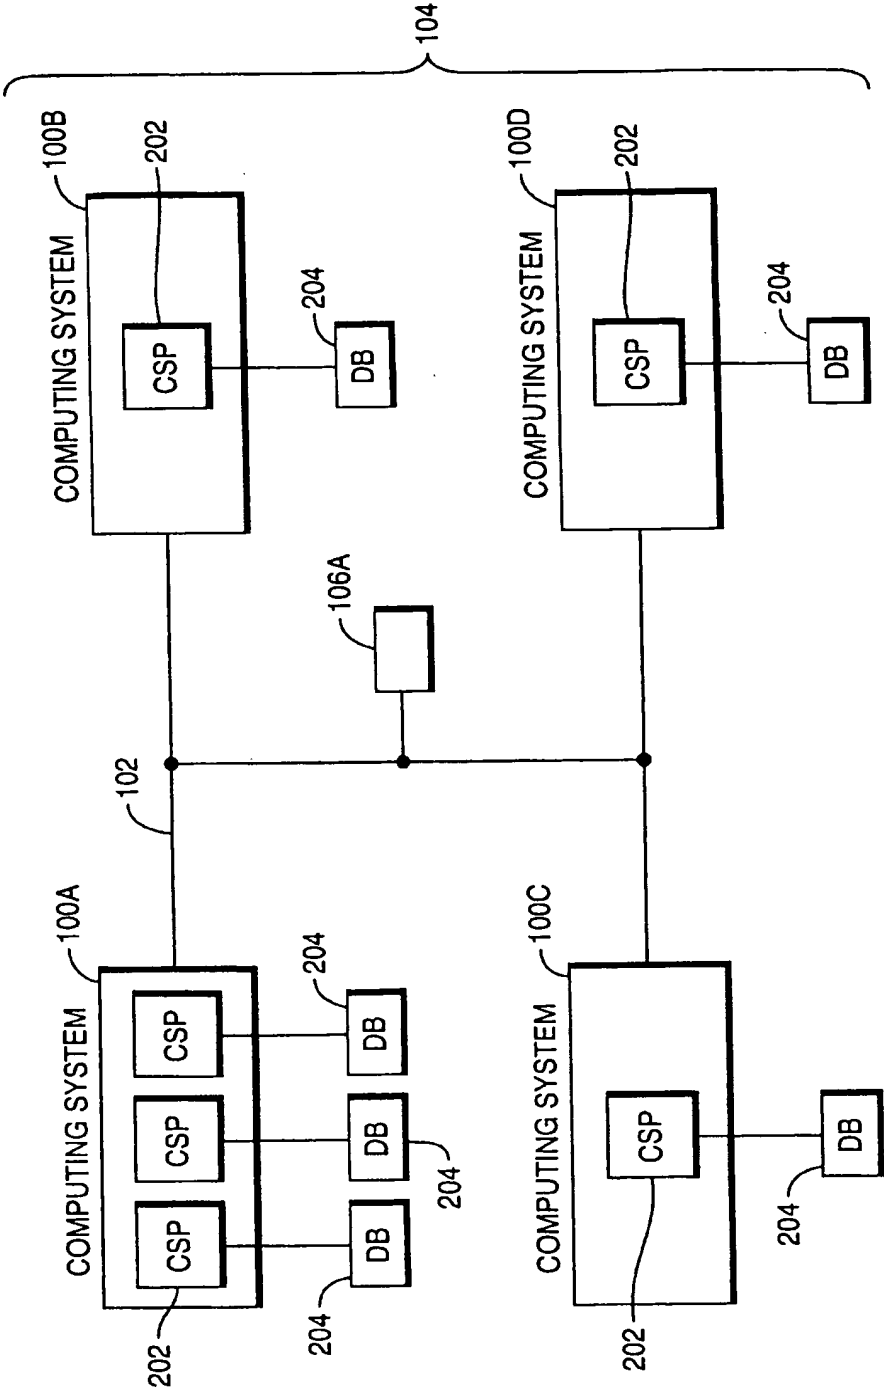 104
100B
202
COMPUTING SYSTEM
CSP
204
DB
100D
202
COMPUTING SYSTEM
CSP
204
DB
106A
102
100A
COMPUTING SYSTEM
CSP
CSP
CSP
202
204
DB
DB
DB
204
204
100C
COMPUTING SYSTEM
CSP
202
DB
204